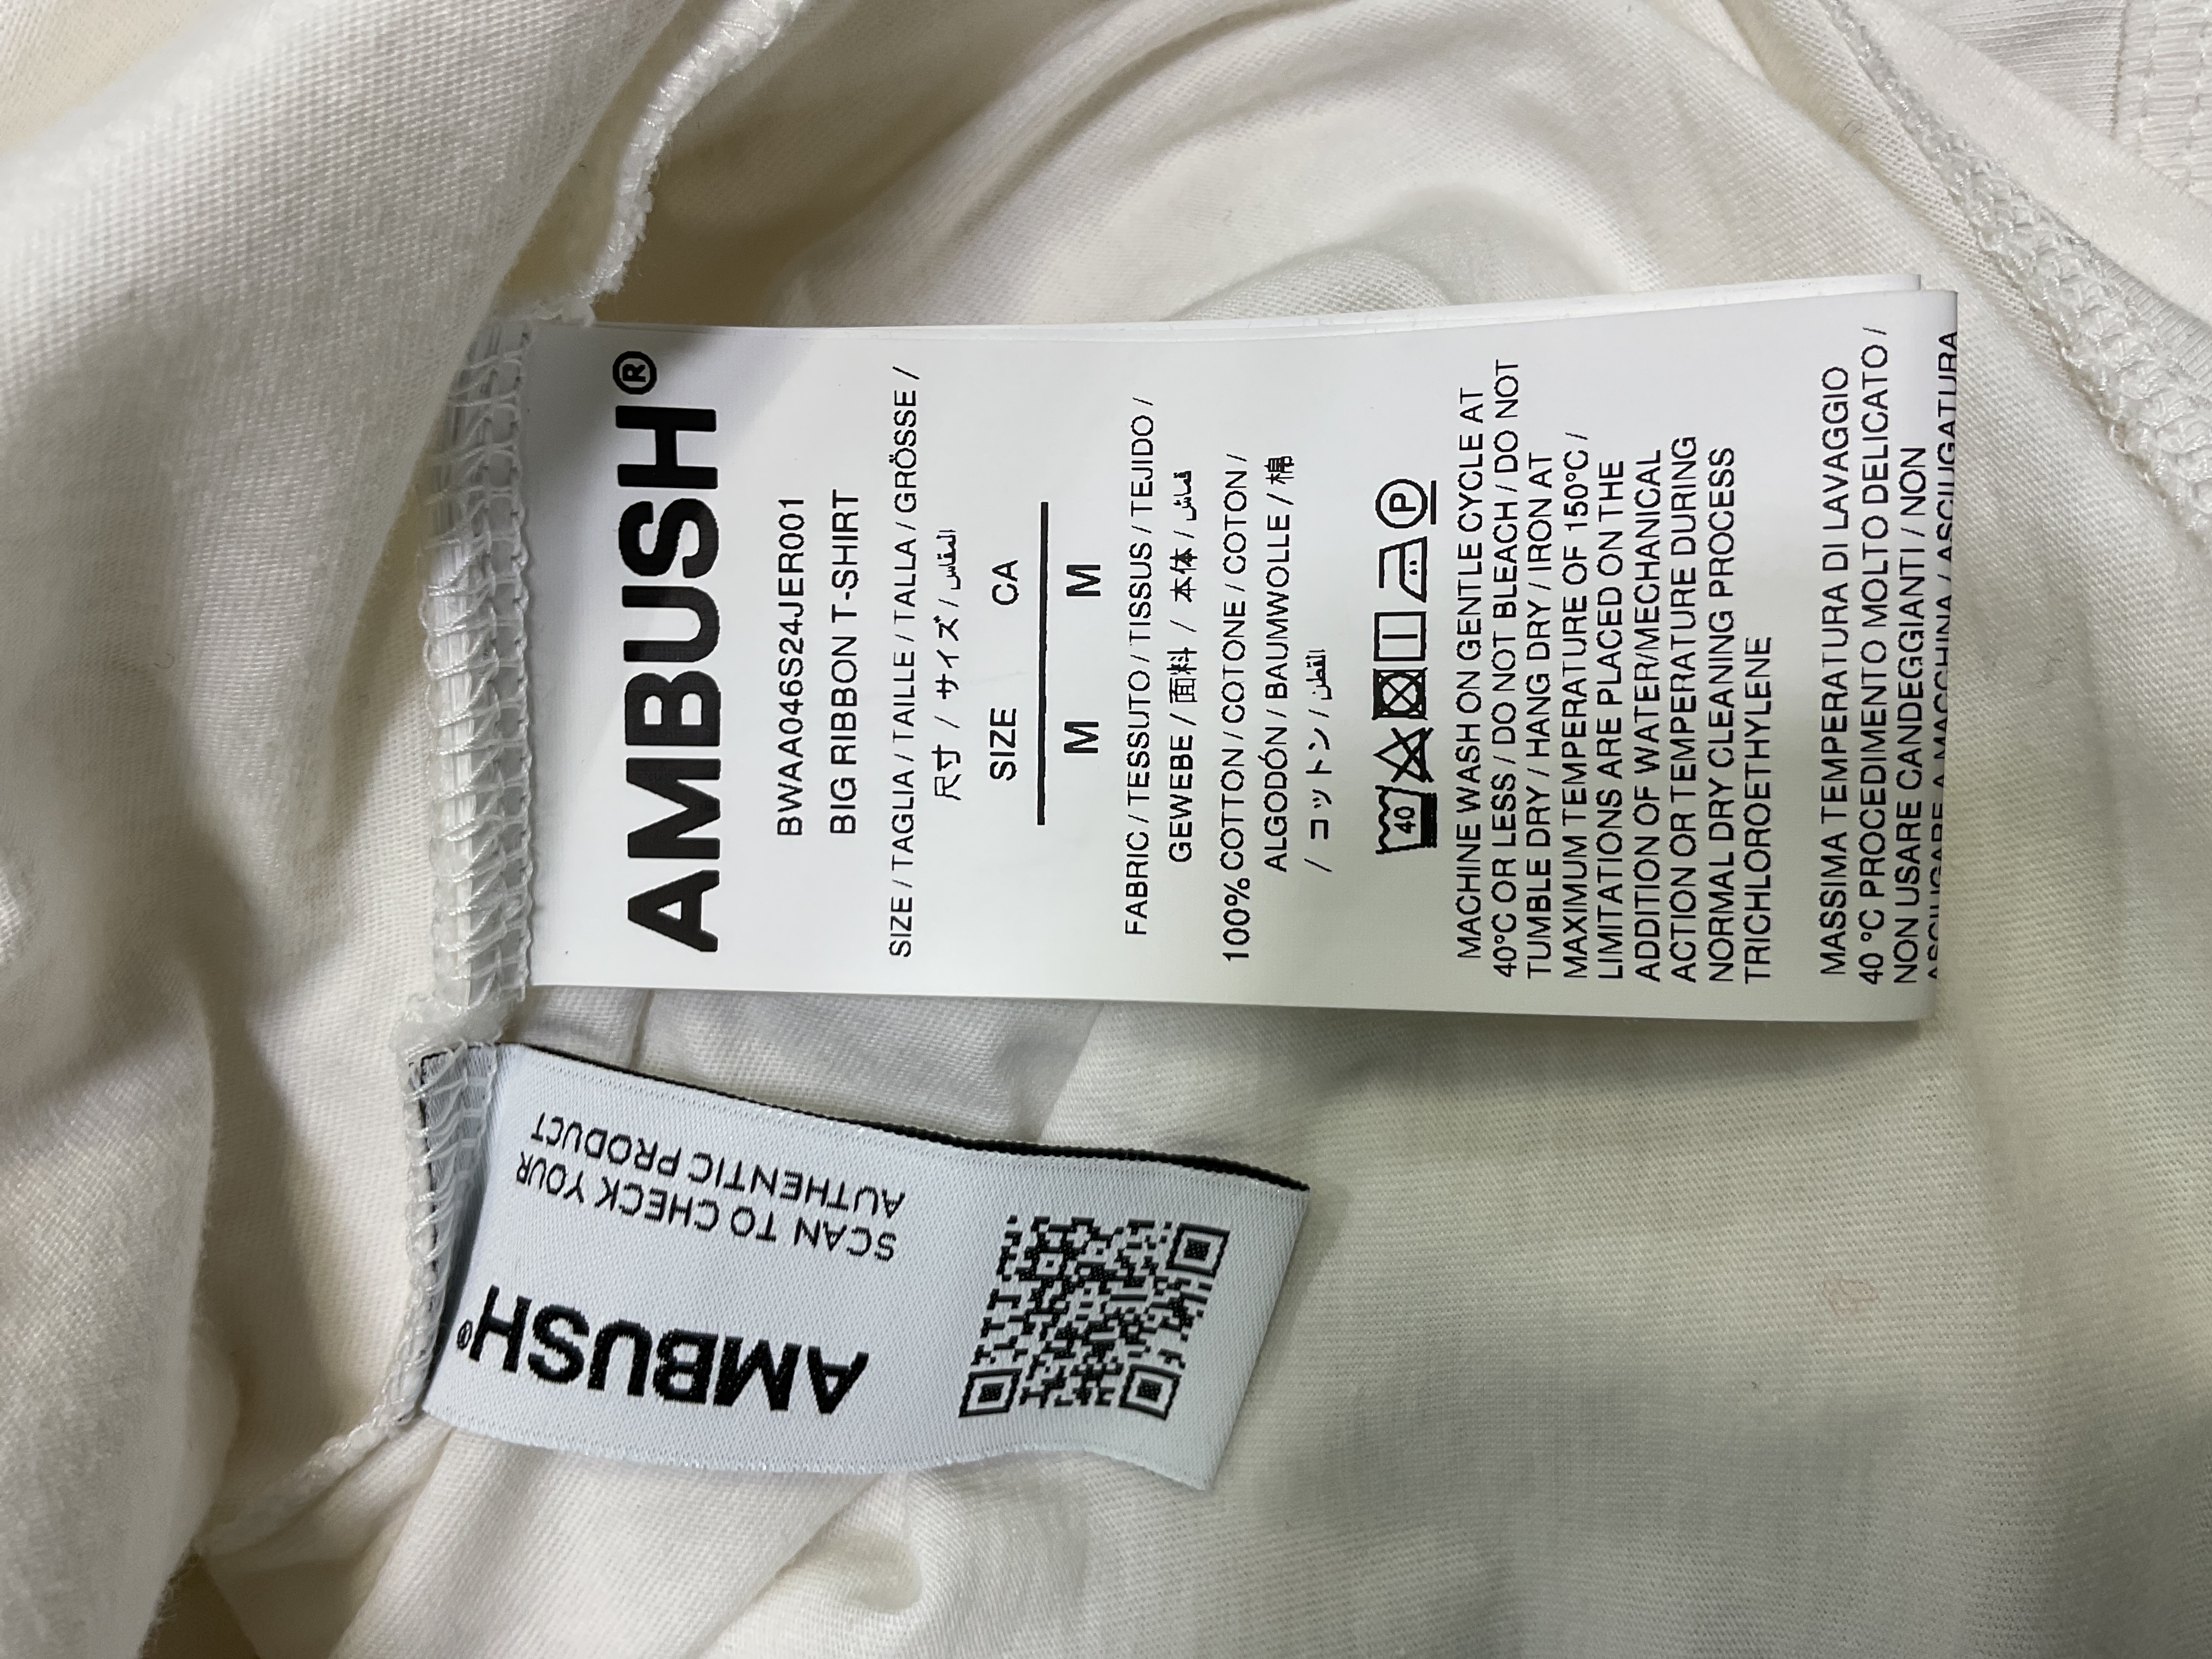 AMBUSH®
BWAA046S24JER001
BIG RIBBON T-SHIRT
SIZE / TAGLIA / TAILLE / TALLA / GRÖSSE /
尺寸 / サイズ / المقاس
SIZE CA
M M
FABRIC / TESSUTO / TISSUS / TEJIDO /
GEWEBE / 面料 / 本体 / قماش
100% COTTON / COTONE / COTON /
ALGODÓN / BAUMWOLLE / 棉
/ コットン / القطن
40 P
MACHINE WASH ON GENTLE CYCLE AT
40°C OR LESS / DO NOT BLEACH / DO NOT
TUMBLE DRY / HANG DRY / IRON AT
MAXIMUM TEMPERATURE OF 150°C /
LIMITATIONS ARE PLACED ON THE
ADDITION OF WATER/MECHANICAL
ACTION OR TEMPERATURE DURING
NORMAL DRY CLEANING PROCESS
TRICHLOROETHYLENE
MASSIMA TEMPERATURA DI LAVAGGIO
40 °C PROCEDIMENTO MOLTO DELICATO /
NON USARE CANDEGGIANTI / NON
ASCIUGARE A MACCHINA / ASCIUGATURA
AMBUSH®
SCAN TO CHECK YOUR
AUTHENTIC PRODUCT